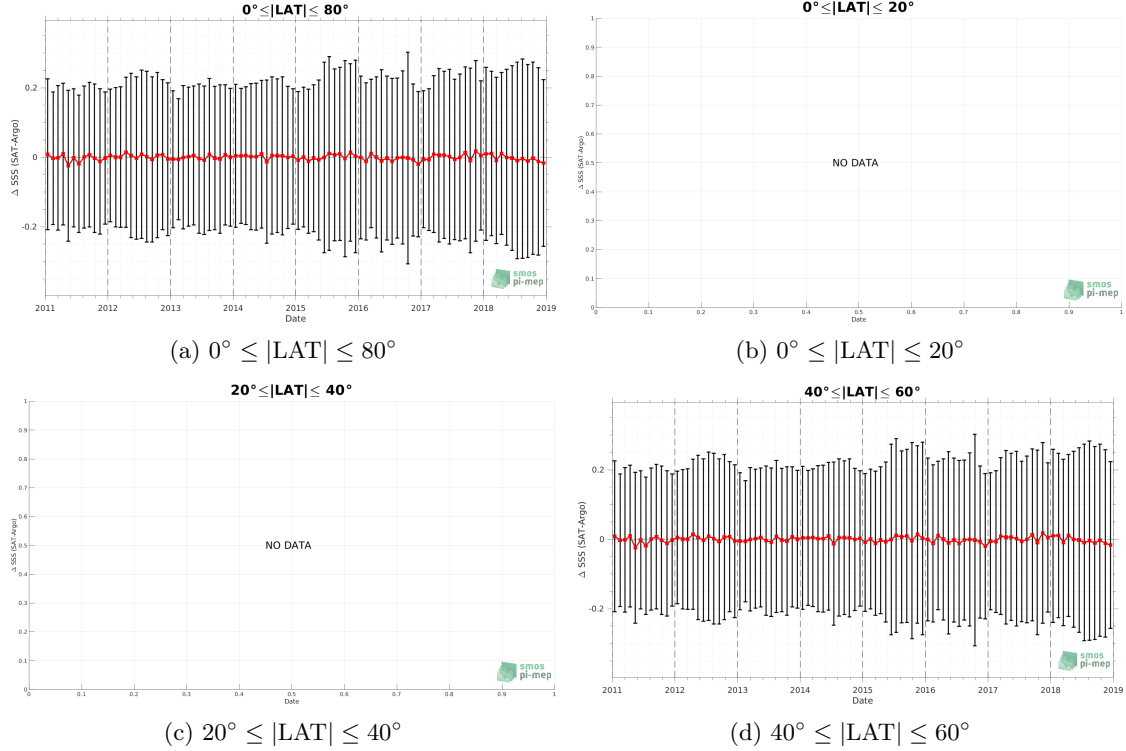 0°≤|LAT|≤ 80°
Δ SSS (SAT-Argo)
0.2
0
-0.2
2011 2012 2013 2014 2015 2016 2017 2018 2019
Date
smos
pi-mep
(a) 0° ≤ |LAT| ≤ 80°
0°≤|LAT|≤ 20°
Δ SSS (SAT-Argo)
1
0.9
0.8
0.7
0.6
0.5
0.4
0.3
0.2
0.1
0
NO DATA
0 0.1 0.2 0.3 0.4 0.5 0.6 0.7 0.8 0.9 1
Date
smos
pi-mep
(b) 0° ≤ |LAT| ≤ 20°
20°≤|LAT|≤ 40°
Δ SSS (SAT-Argo)
1
0.9
0.8
0.7
0.6
0.5
0.4
0.3
0.2
0.1
0
NO DATA
0 0.1 0.2 0.3 0.4 0.5 0.6 0.7 0.8 0.9 1
Date
smos
pi-mep
(c) 20° ≤ |LAT| ≤ 40°
40°≤|LAT|≤ 60°
Δ SSS (SAT-Argo)
0.2
0
-0.2
2011 2012 2013 2014 2015 2016 2017 2018 2019
Date
smos
pi-mep
(d) 40° ≤ |LAT| ≤ 60°